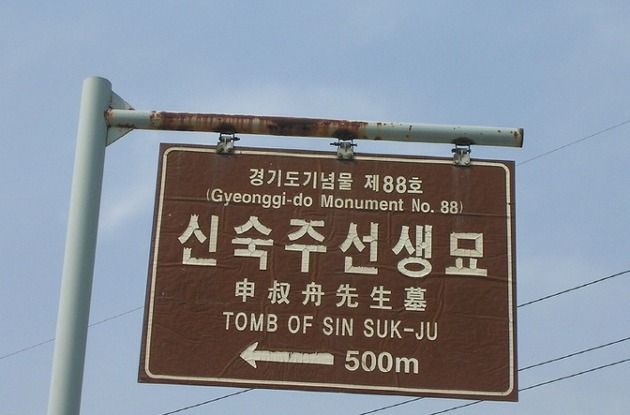 경기도기념물 제88호
(Gyeonggi-do Monument No. 88)
신숙주선생묘
申叔舟先生墓
TOMB OF SIN SUK-JU
← 500m